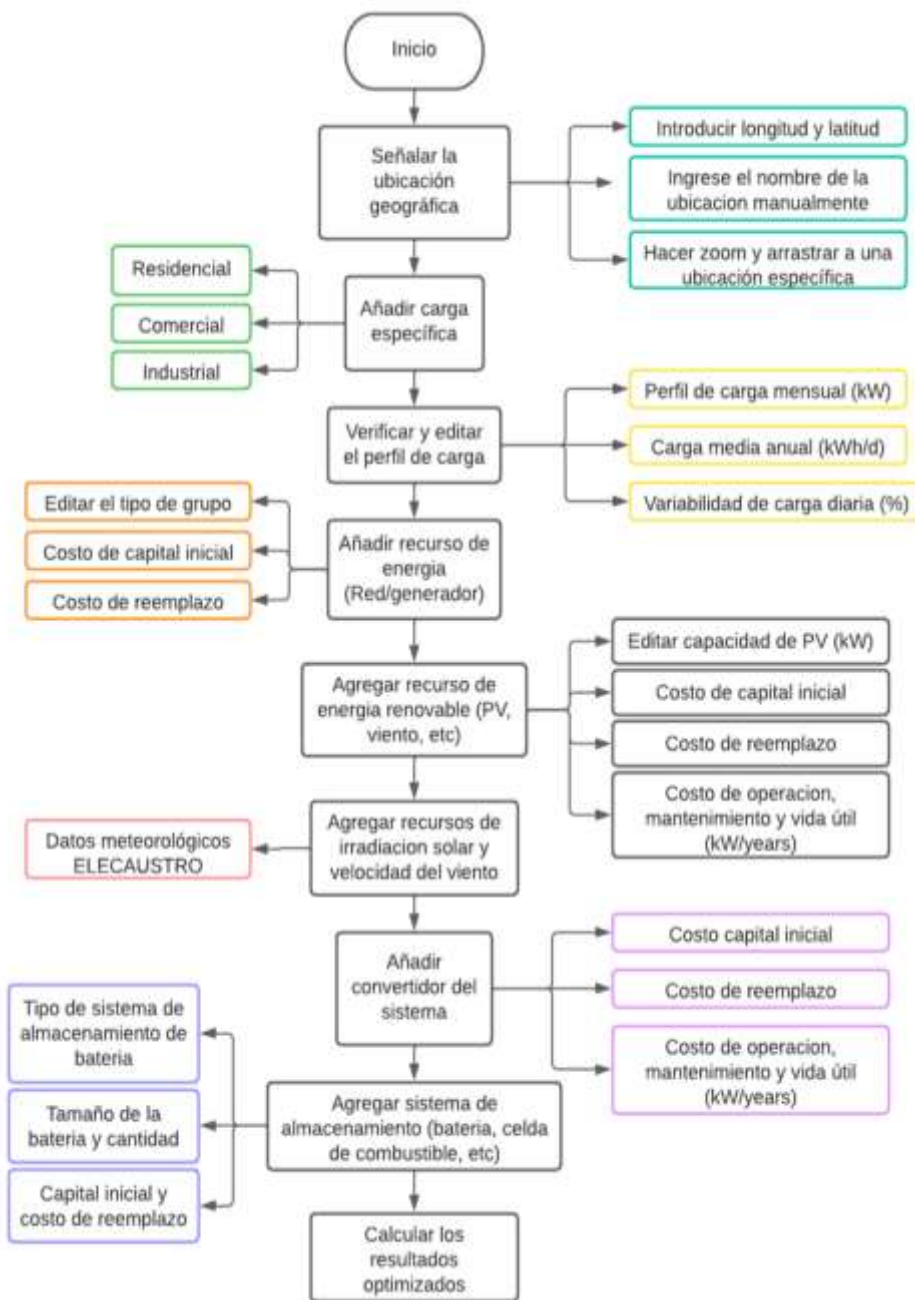 Inicio
Señalar la
ubicación
geográfica
Introducir longitud y latitud
Ingrese el nombre de la
ubicacion manualmente
Hacer zoom y arrastrar a una
ubicación específica
Residencial
Comercial
Industrial
Añadir carga
específica
Verificar y editar
el perfil de carga
Perfil de carga mensual (kW)
Carga media anual (kWh/d)
Variabilidad de carga diaria (%)
Editar el tipo de grupo
Costo de capital inicial
Costo de reemplazo
Añadir recurso de
energía
(Red/generador)
Agregar recurso de
energia renovable (PV,
viento, etc)
Editar capacidad de PV (kW)
Costo de capital inicial
Costo de reemplazo
Costo de operacion,
mantenimiento y vida útil
(kW/years)
Datos meteorológicos
ELECAUSTRO
Agregar recursos de
irradiacion solar y
velocidad del viento
Añadir
convertidor del
sistema
Costo capital inicial
Costo de reemplazo
Costo de operacion,
mantenimiento y vida útil
(kW/years)
Tipo de sistema de
almacenamiento de
bateria
Tamaño de la
bateria y cantidad
Capital inicial y
costo de reemplazo
Agregar sistema de
almacenamiento (bateria, celda
de combustible, etc)
Calcular los
resultados
optimizados